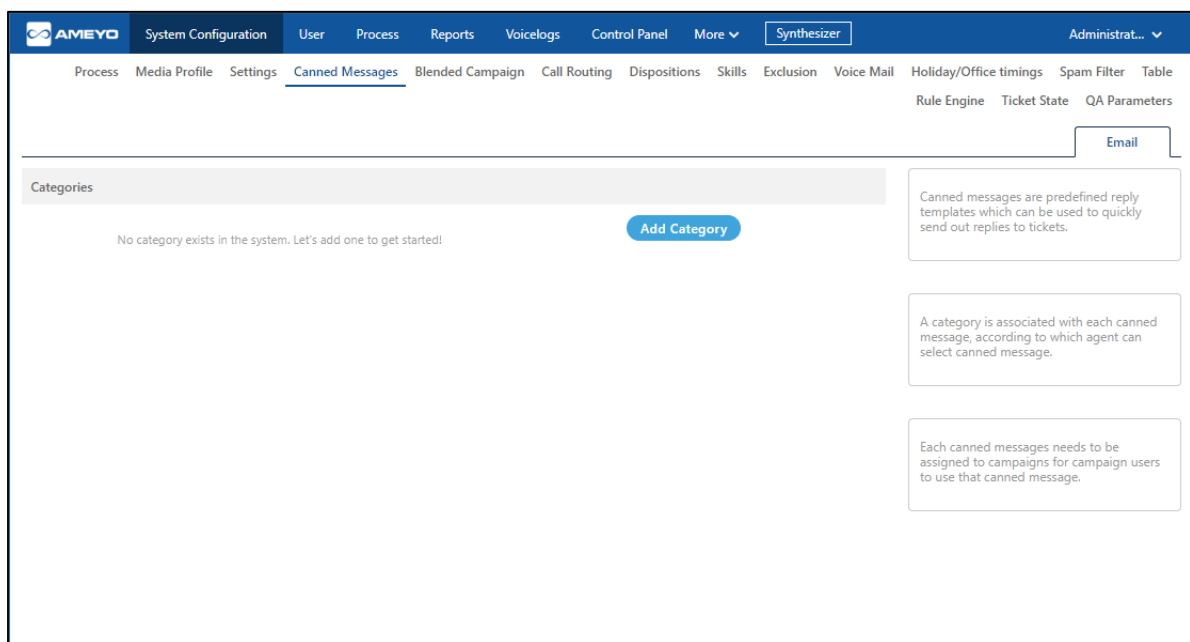 AMEYO System Configuration User Process Reports Voicelogs Control Panel More Synthesizer Administrat...
Process Media Profile Settings Canned Messages Blended Campaign Call Routing Dispositions Skills Exclusion Voice Mail Holiday/Office timings Spam Filter Table
Rule Engine Ticket State QA Parameters
Email
Categories
No category exists in the system. Let's add one to get started!
Add Category
Canned messages are predefined reply
templates which can be used to quickly
send out replies to tickets.
A category is associated with each canned
message, according to which agent can
select canned message.
Each canned messages needs to be
assigned to campaigns for campaign users
to use that canned message.